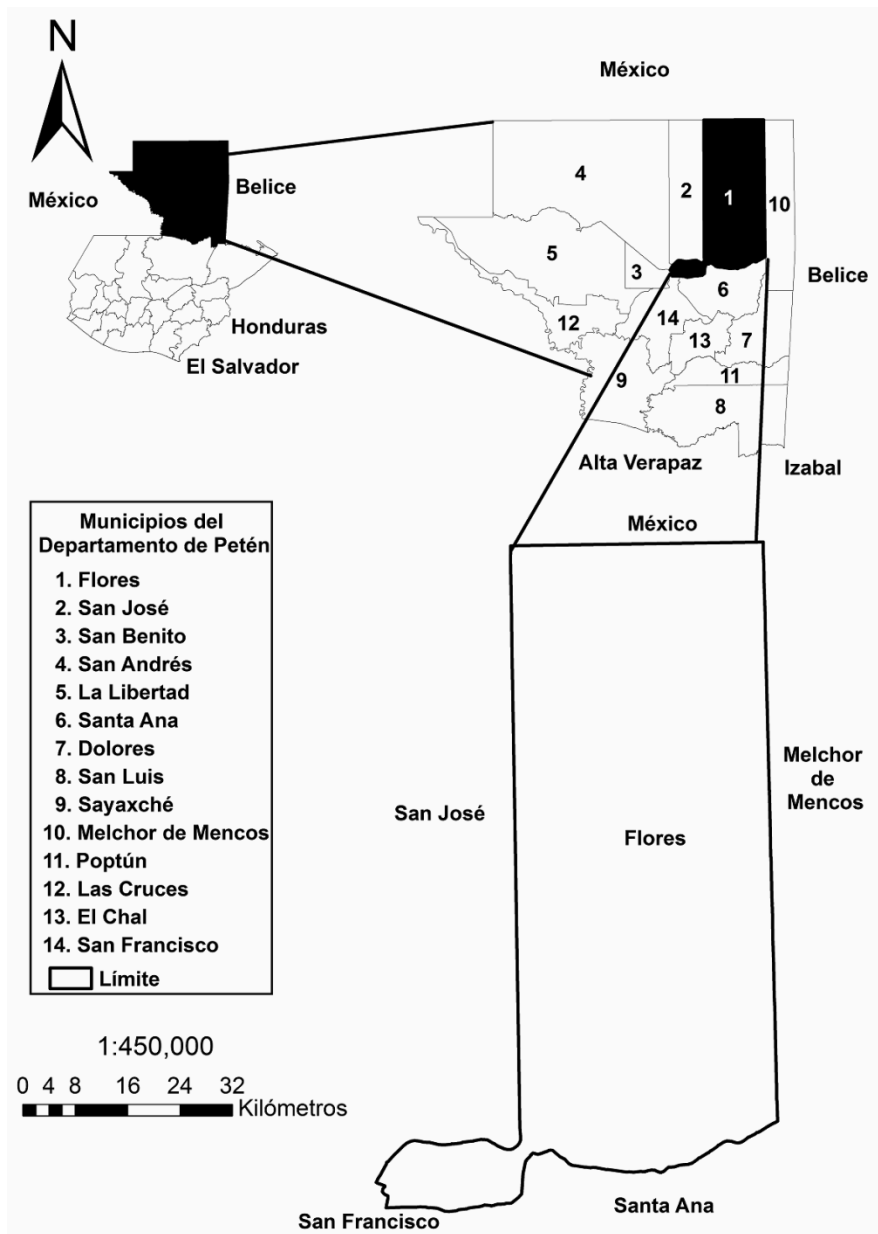 N
México
México
Belice
Honduras
El Salvador
4
2
1
10
5
3
6
Belice
12
14
13
7
9
11
8
Alta Verapaz
Izabal
México
Municipios del
Departamento de Petén
1. Flores
2. San José
3. San Benito
4. San Andrés
5. La Libertad
6. Santa Ana
7. Dolores
8. San Luis
9. Sayaxché
10. Melchor de Mencos
11. Poptún
12. Las Cruces
13. El Chal
14. San Francisco
Límite
1:450,000
0 4 8 16 24 32
Kilómetros
San José
Flores
Melchor
de
Mencos
Santa Ana
San Francisco